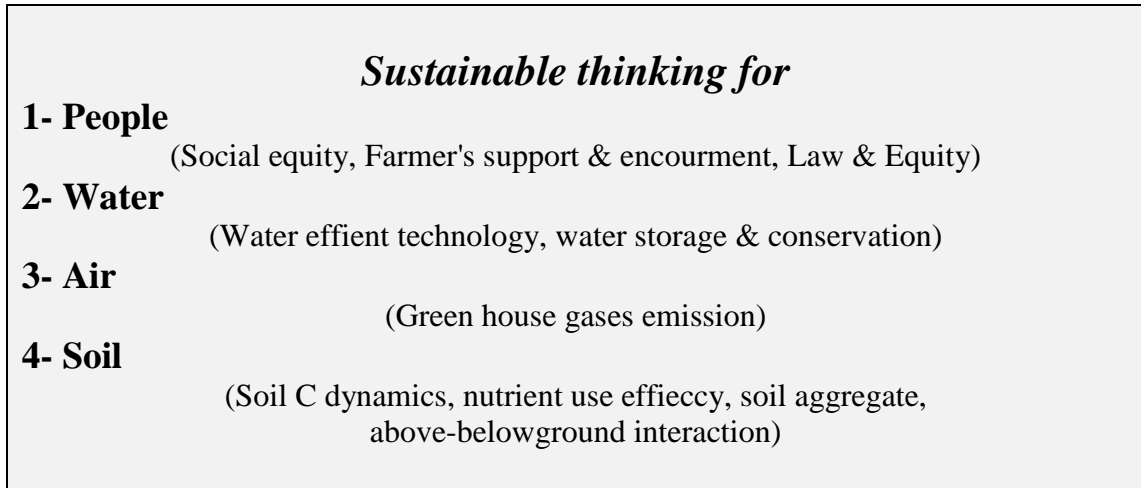 Sustainable thinking for
1- People
(Social equity, Farmer's support & encourment, Law & Equity)
2- Water
(Water effient technology, water storage & conservation)
3- Air
(Green house gases emission)
4- Soil
(Soil C dynamics, nutrient use effieccy, soil aggregate,
above-belowground interaction)